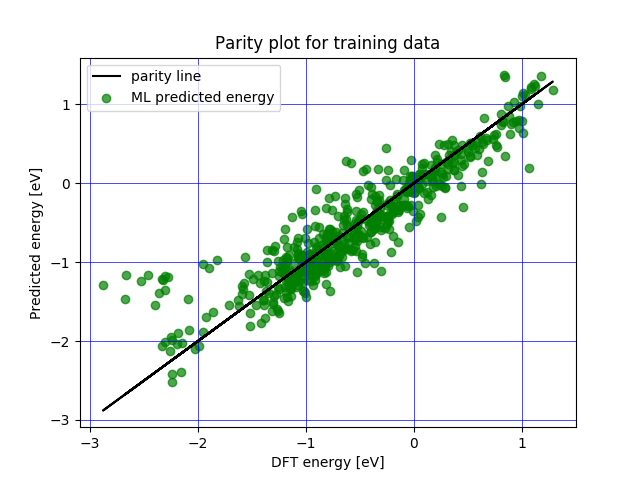 Parity plot for training data
parity line
ML predicted energy
1
0
−1
−2
−3
Predicted energy [eV]
−3 −2 −1 0 1
DFT energy [eV]